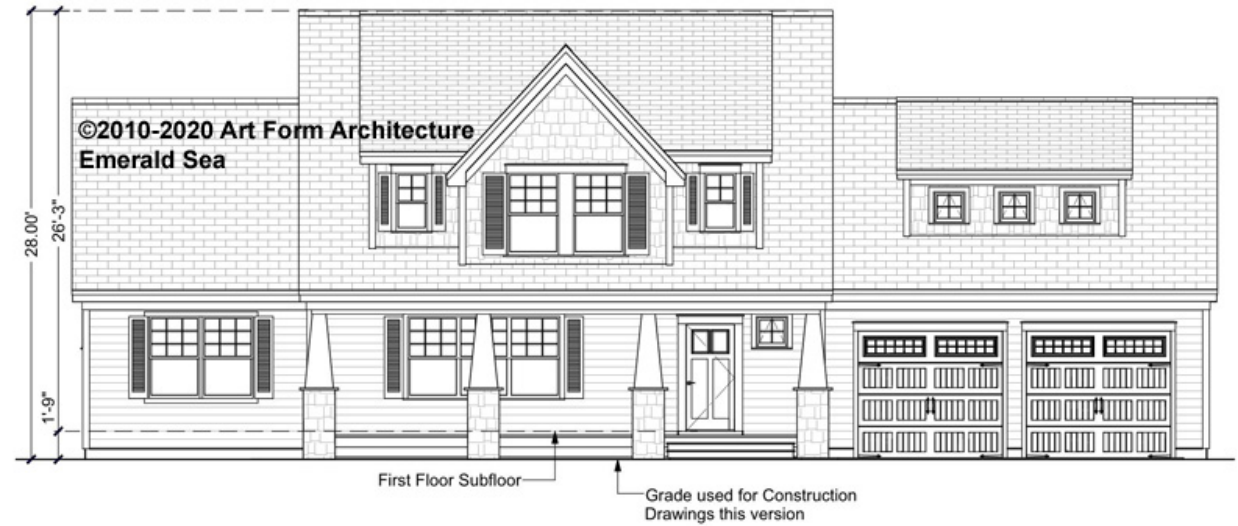 ©2010-2020 Art Form Architecture
Emerald Sea
28.00'
26'-3"
1'-9"
First Floor Subfloor
Grade used for Construction
Drawings this version